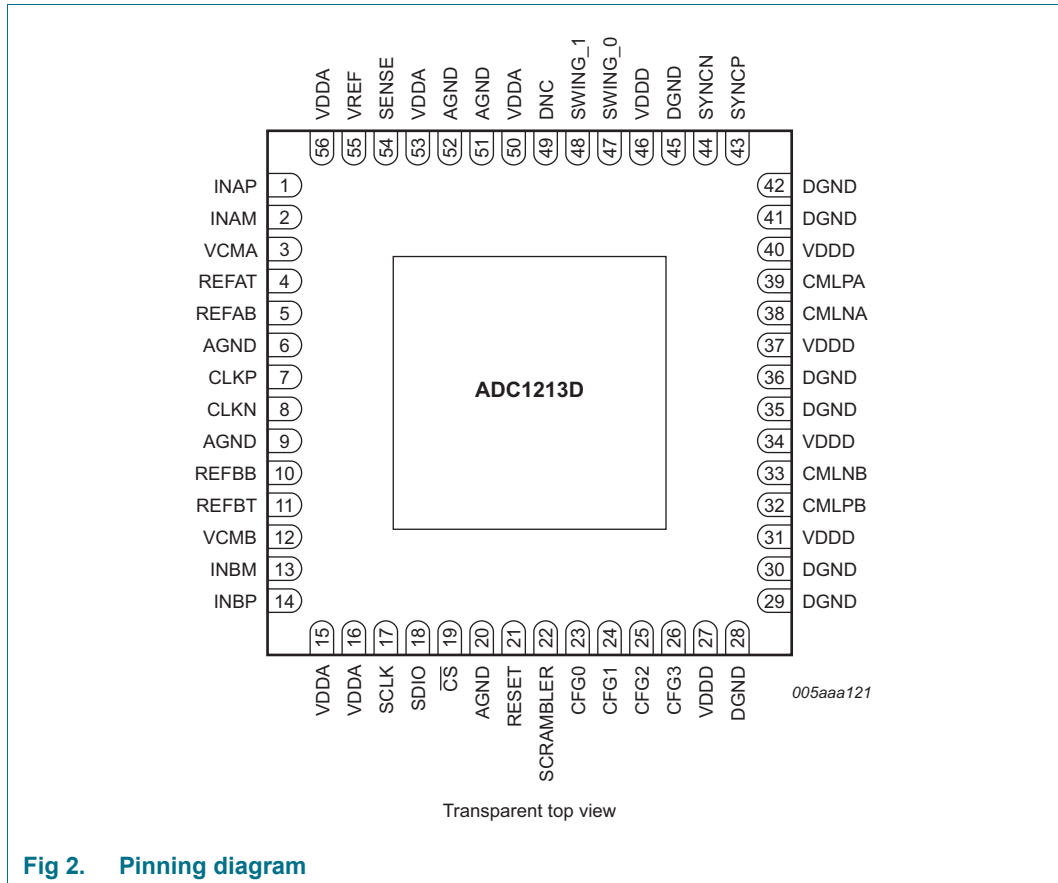 VDDA
VREF
SENSE
VDDA
AGND
AGND
VDDA
DNC
SWING_1
SWING_0
VDDD
DGND
SYNCN
SYNCP
56
55
54
53
52
51
50
49
48
47
46
45
44
43
INAP 1
INAM 2
VCMA 3
REFAT 4
REFAB 5
AGND 6
CLKP 7
CLKN 8
AGND 9
REFBB 10
REFBT 11
VCMB 12
INBM 13
INBP 14
ADC1213D
42 DGND
41 DGND
40 VDDD
39 CMLPA
38 CMLNA
37 VDDD
36 DGND
35 DGND
34 VDDD
33 CMLNB
32 CMLPB
31 VDDD
30 DGND
29 DGND
15
16
17
18
19
20
21
22
23
24
25
26
27
28
VDDA
VDDA
SCLK
SDIO
C̅S̅
AGND
RESET
SCRAMBLER
CFG0
CFG1
CFG2
CFG3
VDDD
DGND
005aaa121
Transparent top view
Fig 2. Pinning diagram